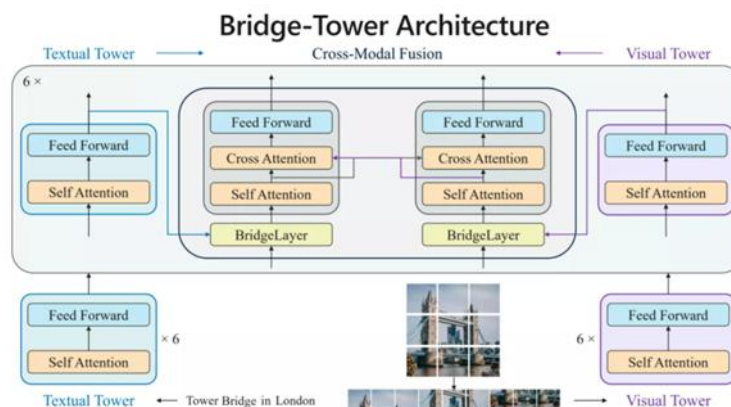 Bridge-Tower Architecture
Textual Tower
Cross-Modal Fusion
Visual Tower
6 ×
Feed Forward
Feed Forward
Feed Forward
Feed Forward
Cross Attention
Cross Attention
Self Attention
Self Attention
Self Attention
Self Attention
BridgeLayer
BridgeLayer
Feed Forward
× 6
6 ×
Feed Forward
Self Attention
Self Attention
Textual Tower
Tower Bridge in London
Visual Tower